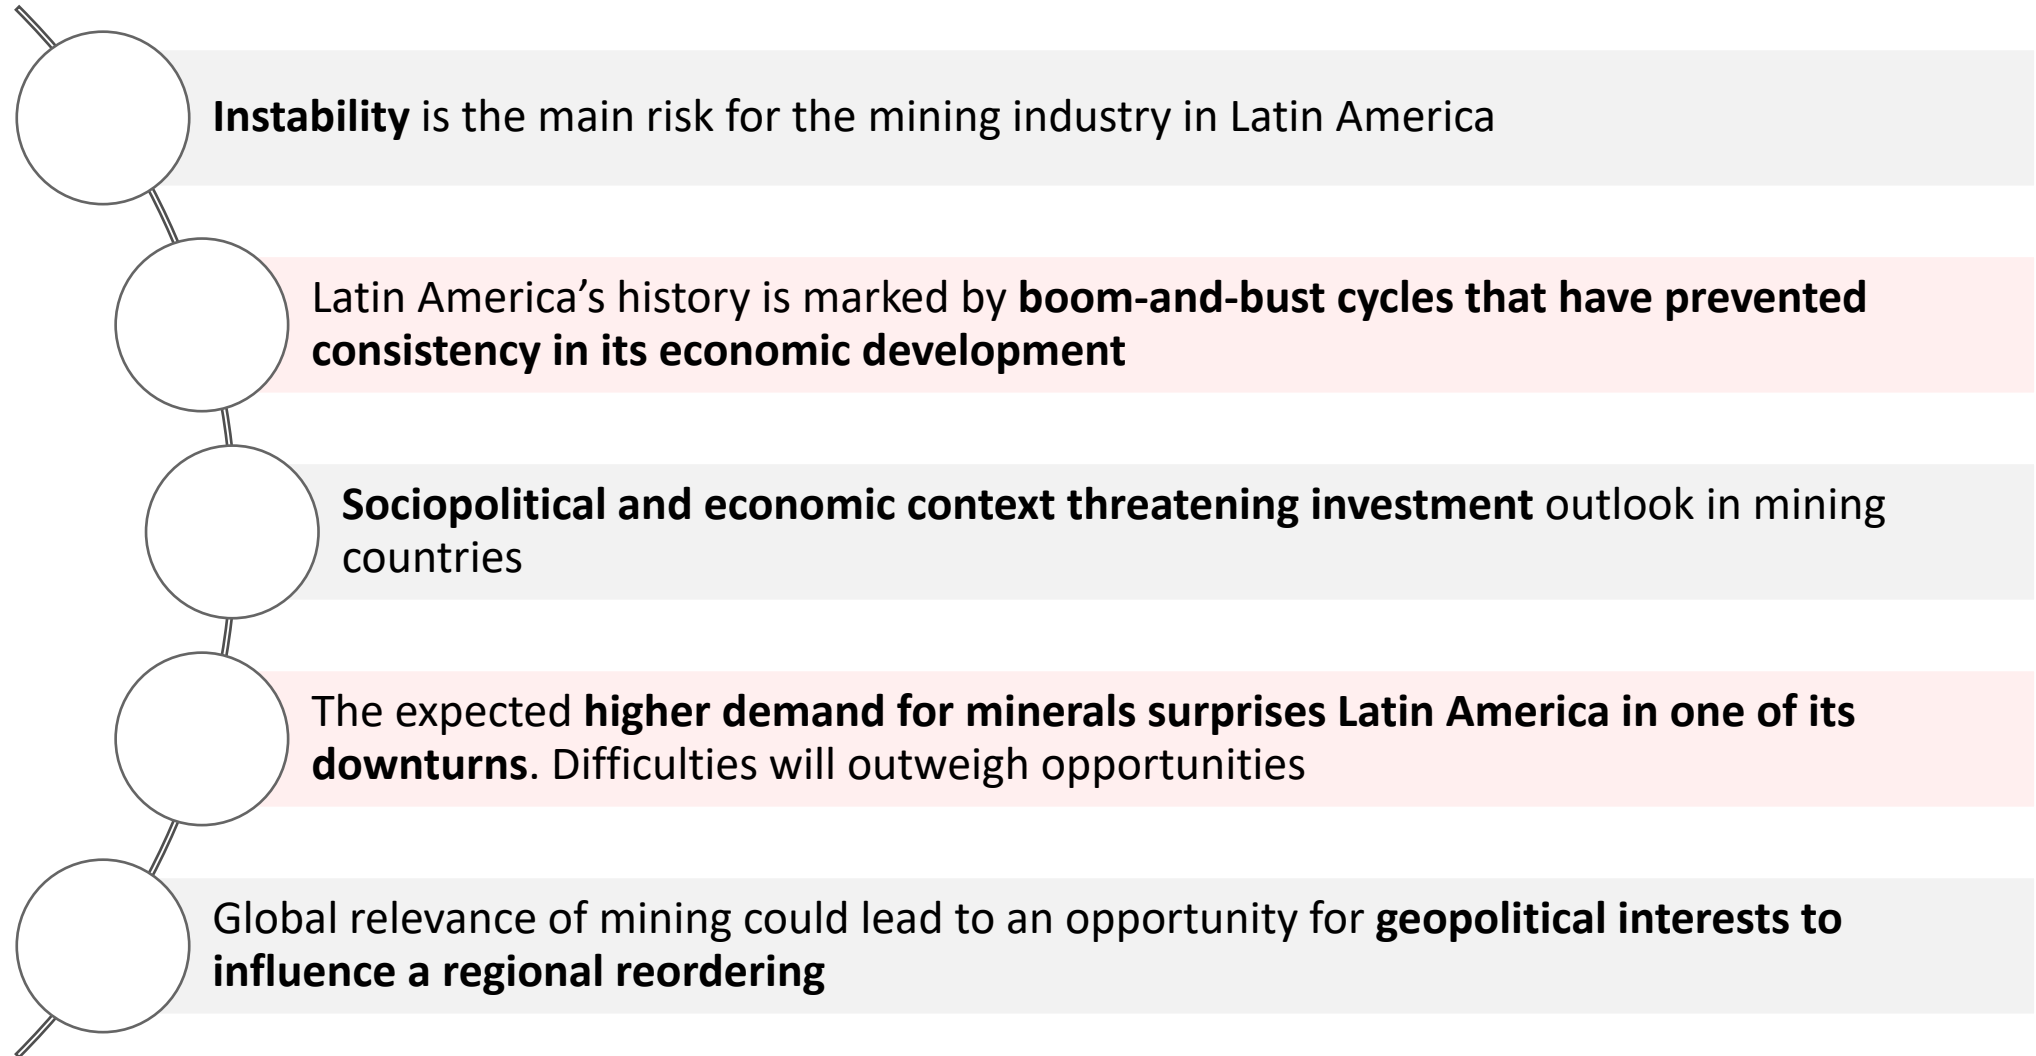 Instability is the main risk for the mining industry in Latin America
Latin America’s history is marked by boom-and-bust cycles that have prevented
consistency in its economic development
Sociopolitical and economic context threatening investment outlook in mining
countries
The expected higher demand for minerals surprises Latin America in one of its
downturns. Difficulties will outweigh opportunities
Global relevance of mining could lead to an opportunity for geopolitical interests to
influence a regional reordering